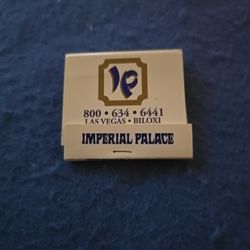 IP
800 • 634 • 6441
LAS VEGAS • BILOXI
IMPERIAL PALACE